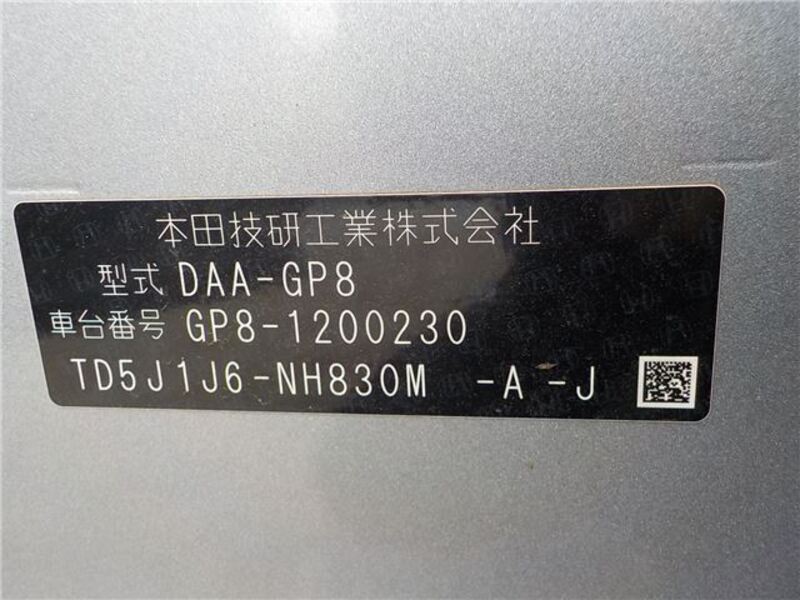 本田技研工業株式会社
型式 DAA-GP8
車台番号 GP8-1200230
TD5J1J6-NH830M -A -J